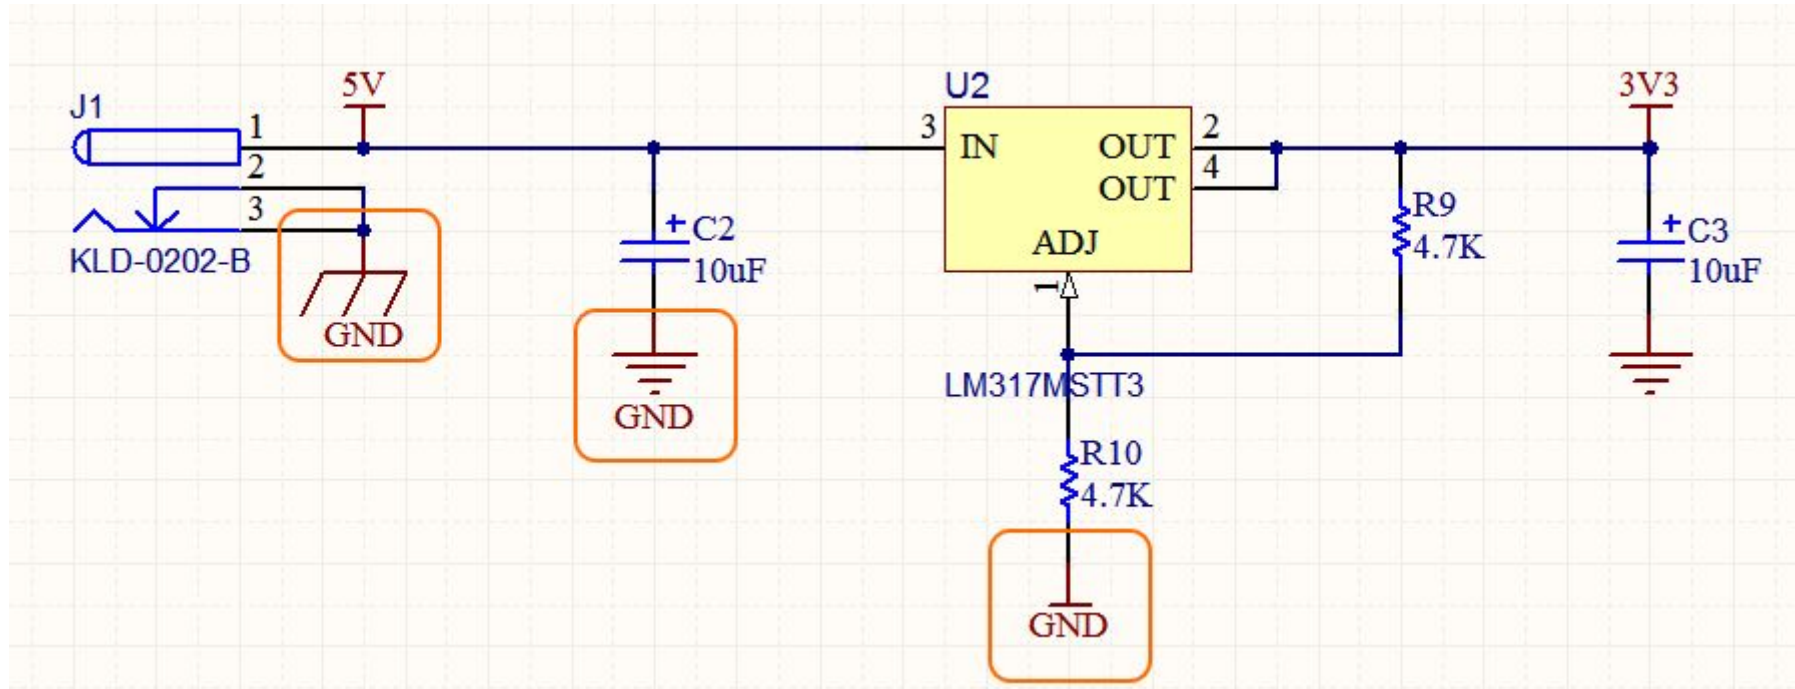 J1
1
2
3
KLD-0202-B
5V
GND
+
C2
10uF
GND
U2
3
IN
OUT
2
OUT
4
ADJ
1
LM317MSTT3
R10
4.7K
GND
R9
4.7K
3V3
+
C3
10uF